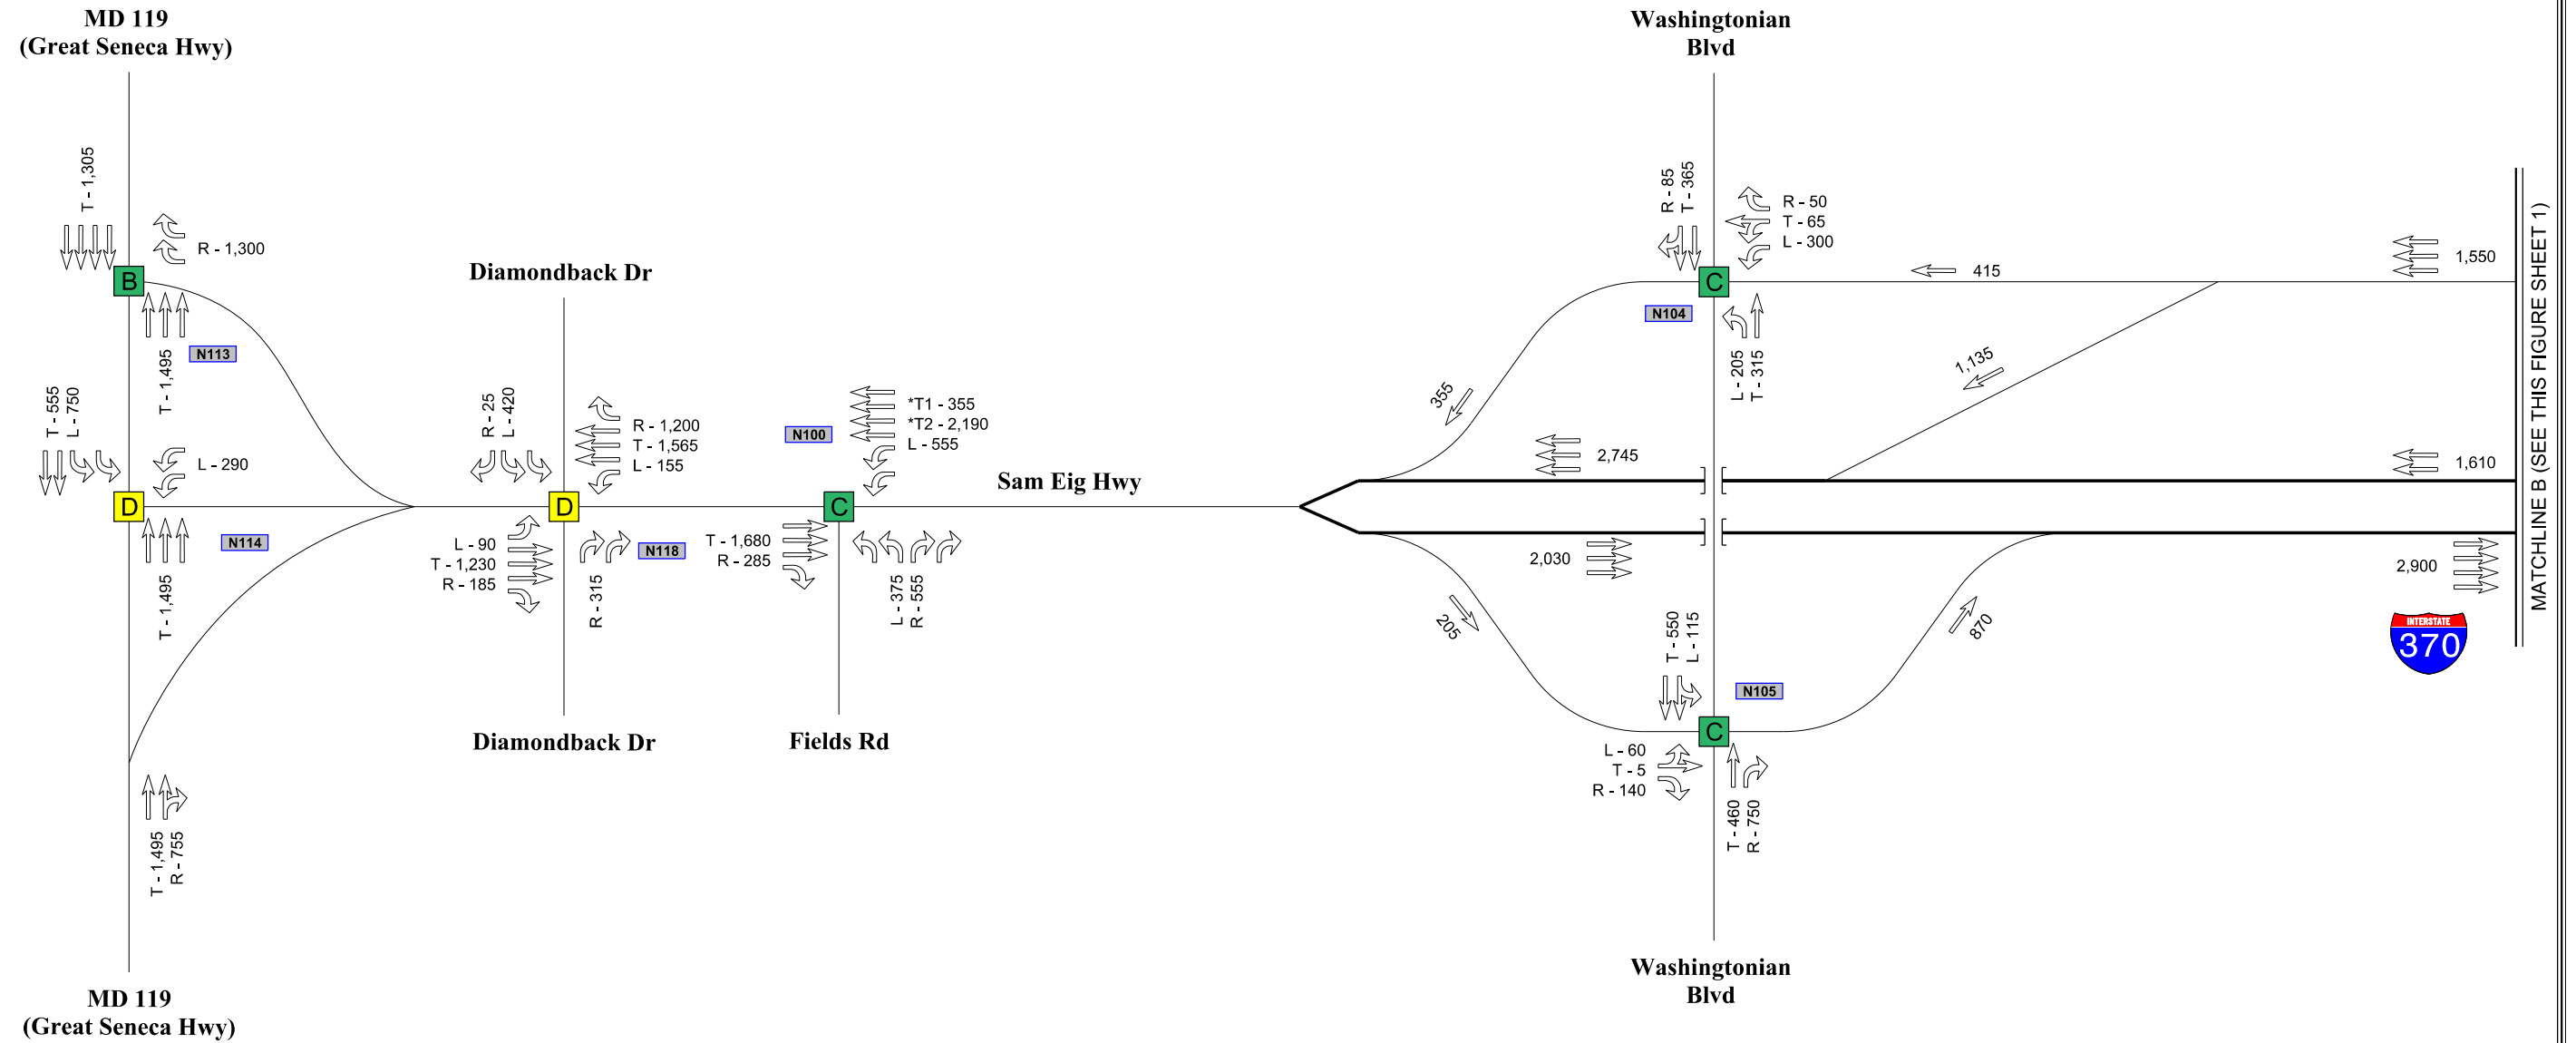 MD 119
(Great Seneca Hwy)
Washingtonian
Blvd
T - 1,305
R - 1,300
B
T - 1,495
N113
T - 555
L - 750
L - 290
D
T - 1,495
N114
T - 1,495
R - 755
MD 119
(Great Seneca Hwy)
Diamondback Dr
R - 25
L - 420
R - 1,200
T - 1,565
L - 155
D
L - 90
T - 1,230
R - 185
R - 315
N118
Diamondback Dr
N100
*T1 - 355
*T2 - 2,190
L - 555
C
T - 1,680
R - 285
L - 375
R - 555
Fields Rd
Sam Eig Hwy
R - 85
T - 365
R - 50
T - 65
L - 300
C
N104
L - 205
T - 315
415
1,550
1,135
355
2,745
1,610
2,030
2,900
205
870
T - 550
L - 115
N105
C
L - 60
T - 5
R - 140
T - 460
R - 750
Washingtonian
Blvd
INTERSTATE
370
MATCHLINE B (SEE THIS FIGURE SHEET 1)